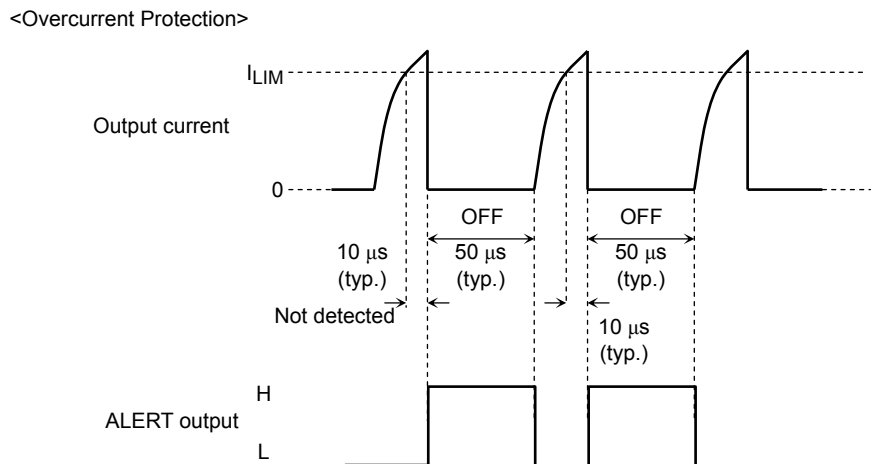 <Overcurrent Protection>
I_LIM
Output current
0
OFF
OFF
10 μs
(typ.)
50 μs
(typ.)
50 μs
(typ.)
Not detected
10 μs
(typ.)
H
ALERT output
L